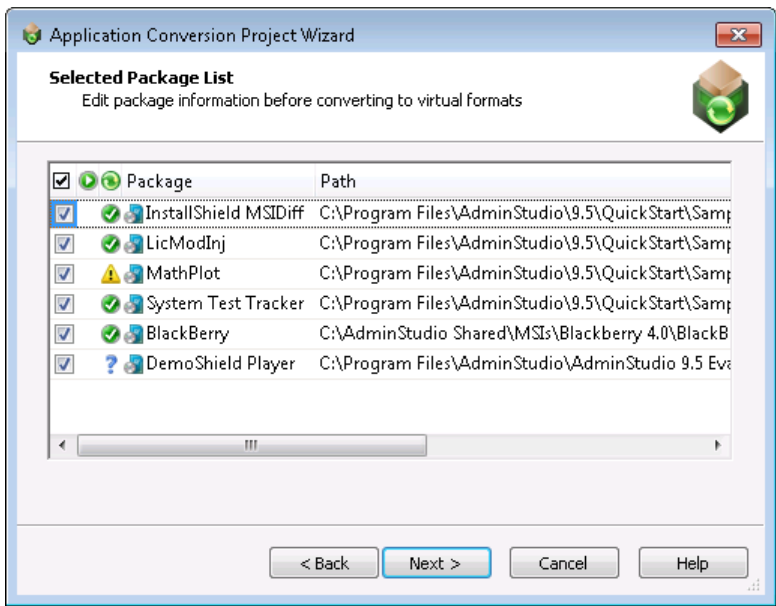 Application Conversion Project Wizard
Selected Package List
Edit package information before converting to virtual formats
Package Path
InstallShield MSIDiff C:\Program Files\AdminStudio\9.5\QuickStart\Samp
LicModInj C:\Program Files\AdminStudio\9.5\QuickStart\Samp
MathPlot C:\Program Files\AdminStudio\9.5\QuickStart\Samp
System Test Tracker C:\Program Files\AdminStudio\9.5\QuickStart\Samp
BlackBerry C:\AdminStudio Shared\MSIs\Blackberry 4.0\BlackB
DemoShield Player C:\Program Files\AdminStudio\AdminStudio 9.5 Eva
< Back Next > Cancel Help